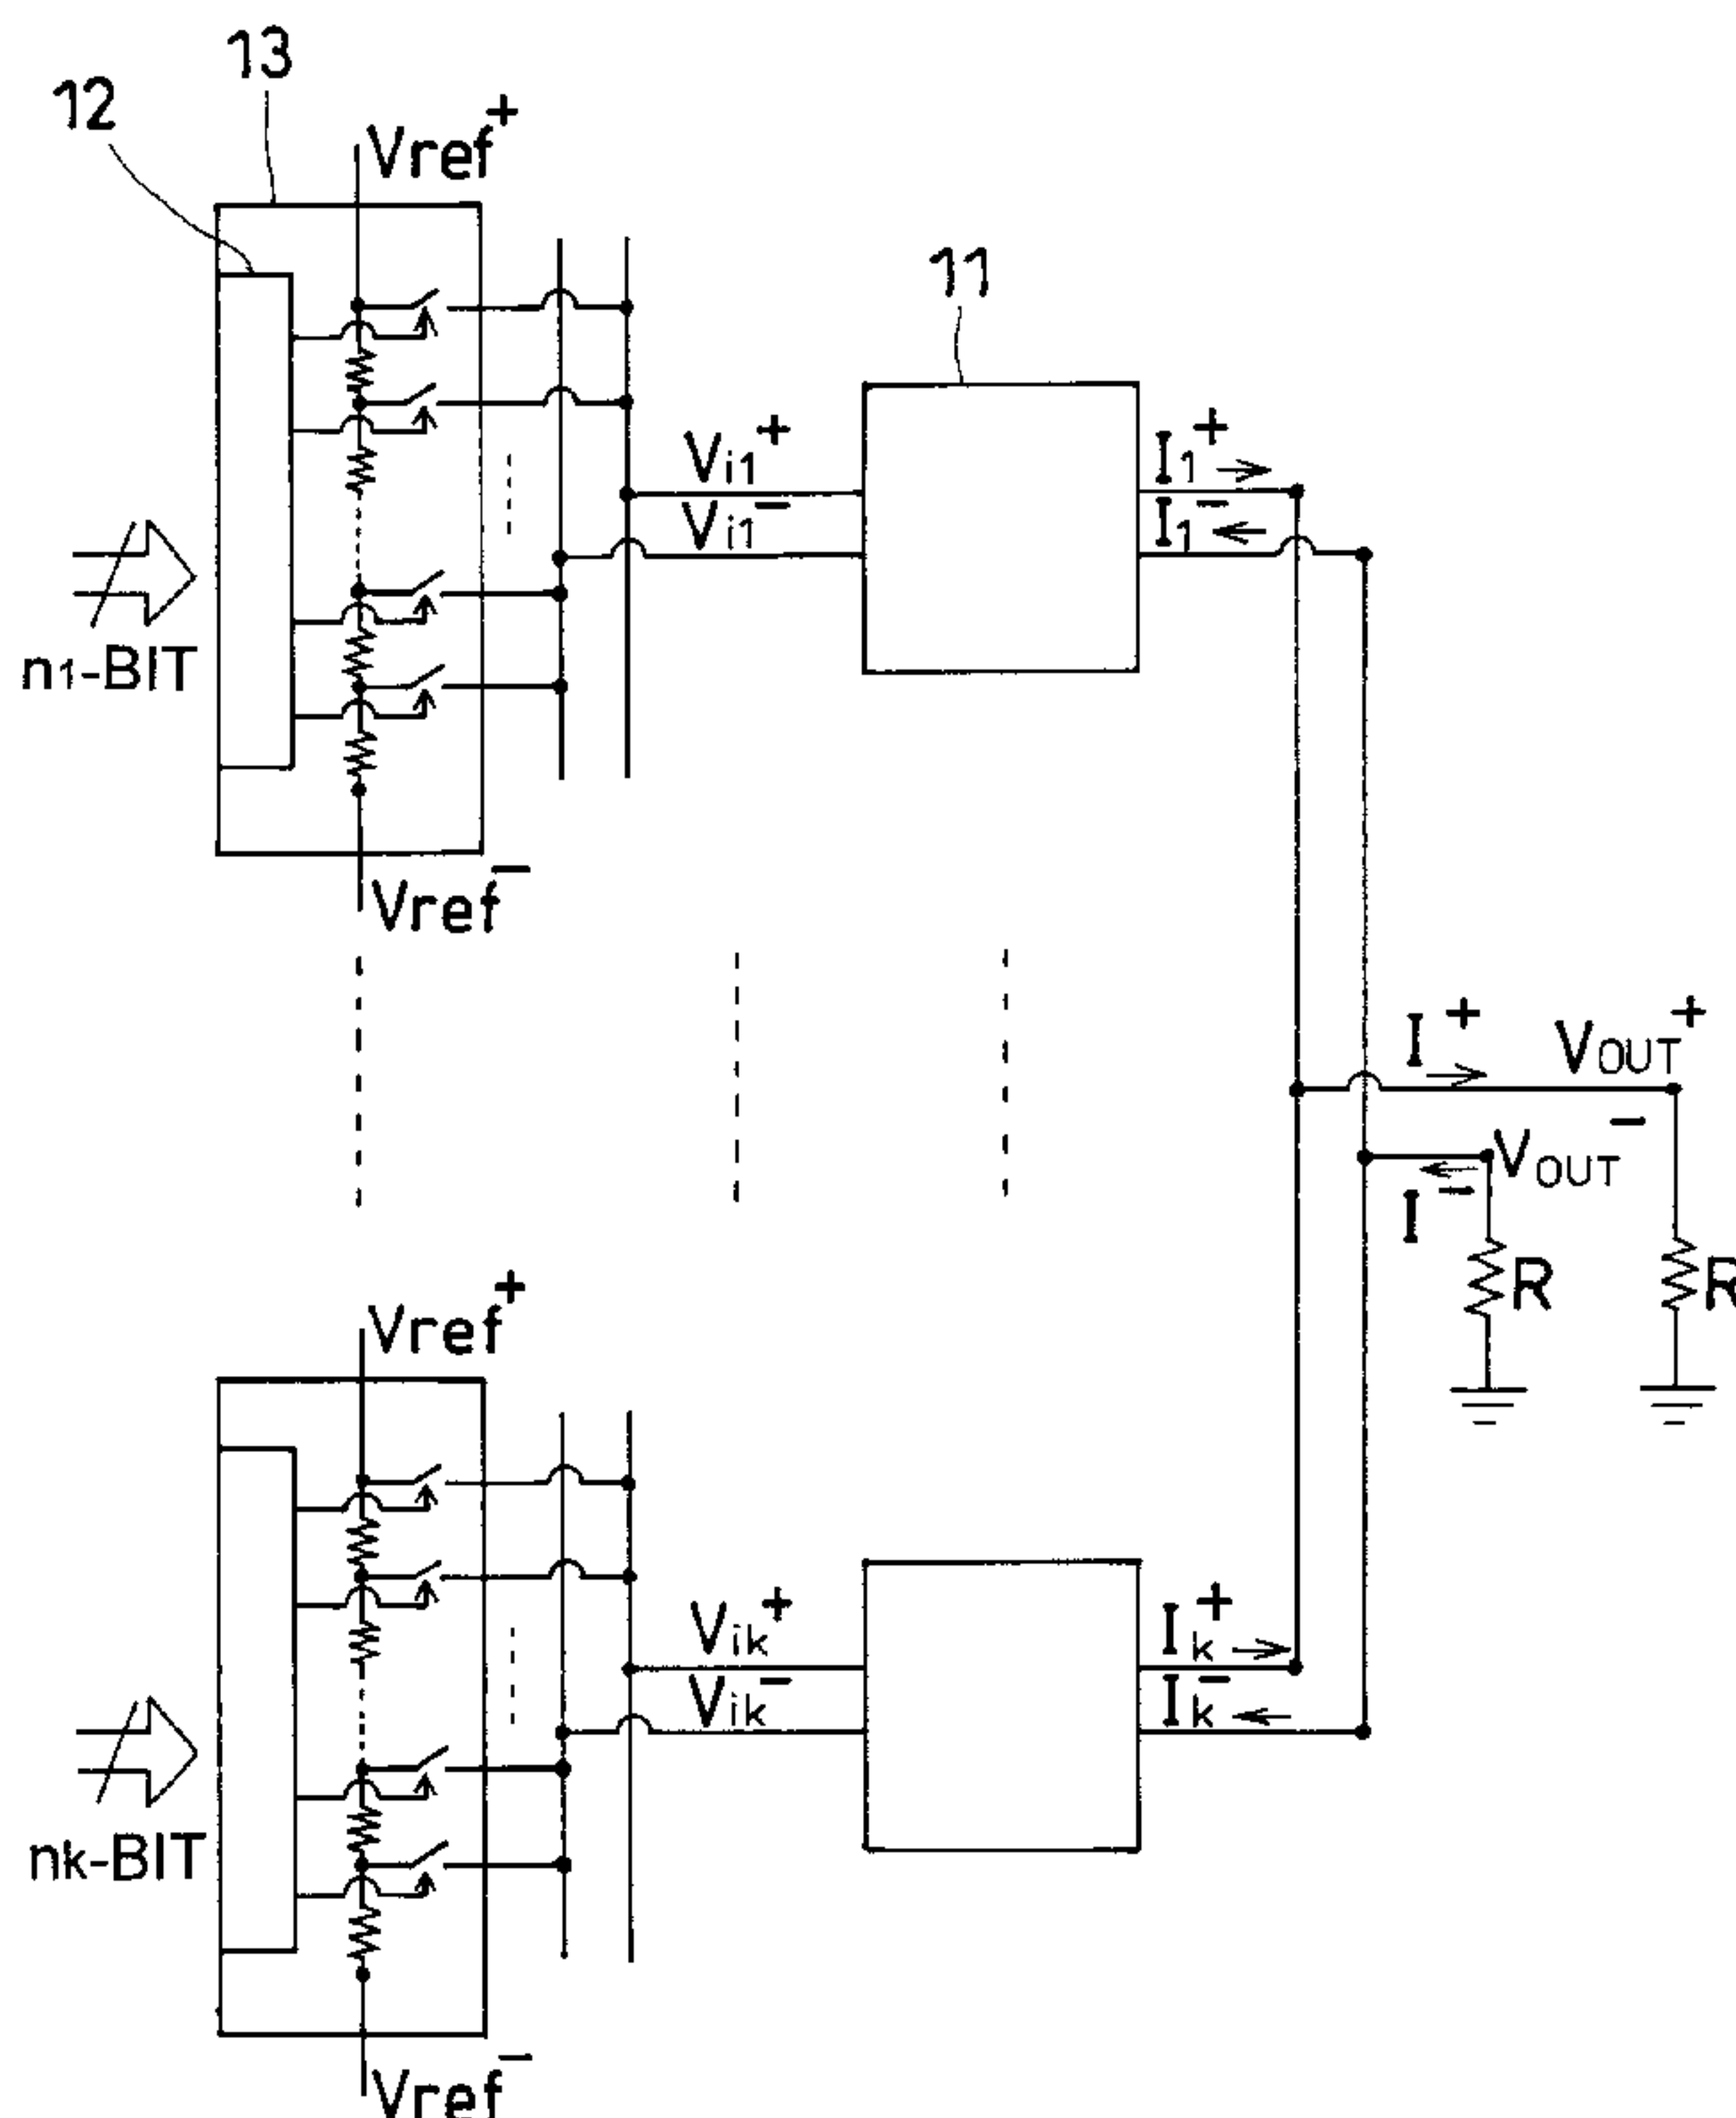 13
12
Vref+
11
Vi1+
Vi1−
I1+
I1−
n1-BIT
Vref−
I+
VOUT+
VOUT−
I−
R
R
Vref+
Vik+
Vik−
Ik+
Ik−
nk-BIT
Vref−